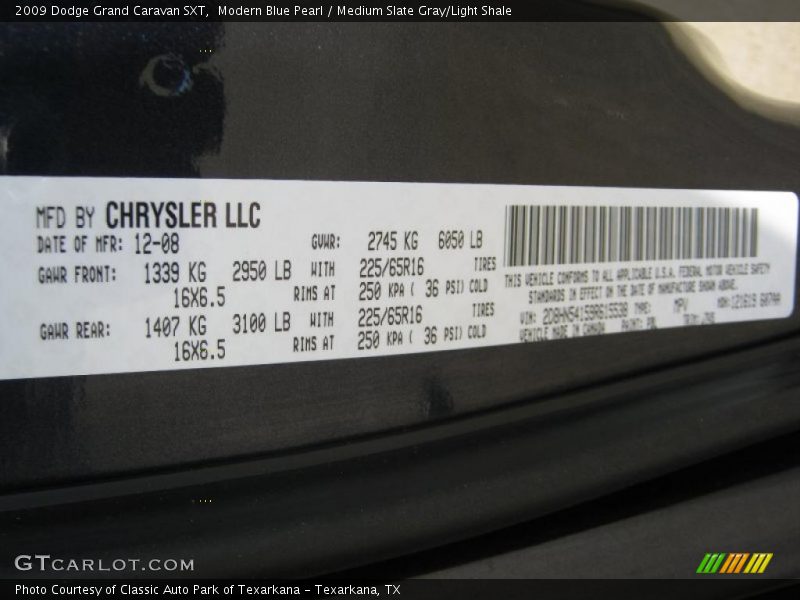 2009 Dodge Grand Caravan SXT,  Modern Blue Pearl / Medium Slate Gray/Light Shale
MFD BY CHRYSLER LLC
DATE OF MFR: 12-08 GVWR: 2745 KG 6050 LB
GAWR FRONT: 1339 KG 2950 LB WITH 225/65R16 TIRES
16X6.5 RIMS AT 250 KPA ( 36 PSI) COLD
GAWR REAR: 1407 KG 3100 LB WITH 225/65R16 TIRES
16X6.5 RIMS AT 250 KPA ( 36 PSI) COLD
THIS VEHICLE CONFORMS TO ALL APPLICABLE U.S.A. FEDERAL MOTOR VEHICLE SAFETY
STANDARDS IN EFFECT ON THE DATE OF MANUFACTURE SHOWN ABOVE.
VIN: TYPE: MPV
VEHICLE MADE IN CANADA PAINT: TRIM:
GTCARLOT.COM
Photo Courtesy of Classic Auto Park of Texarkana - Texarkana, TX